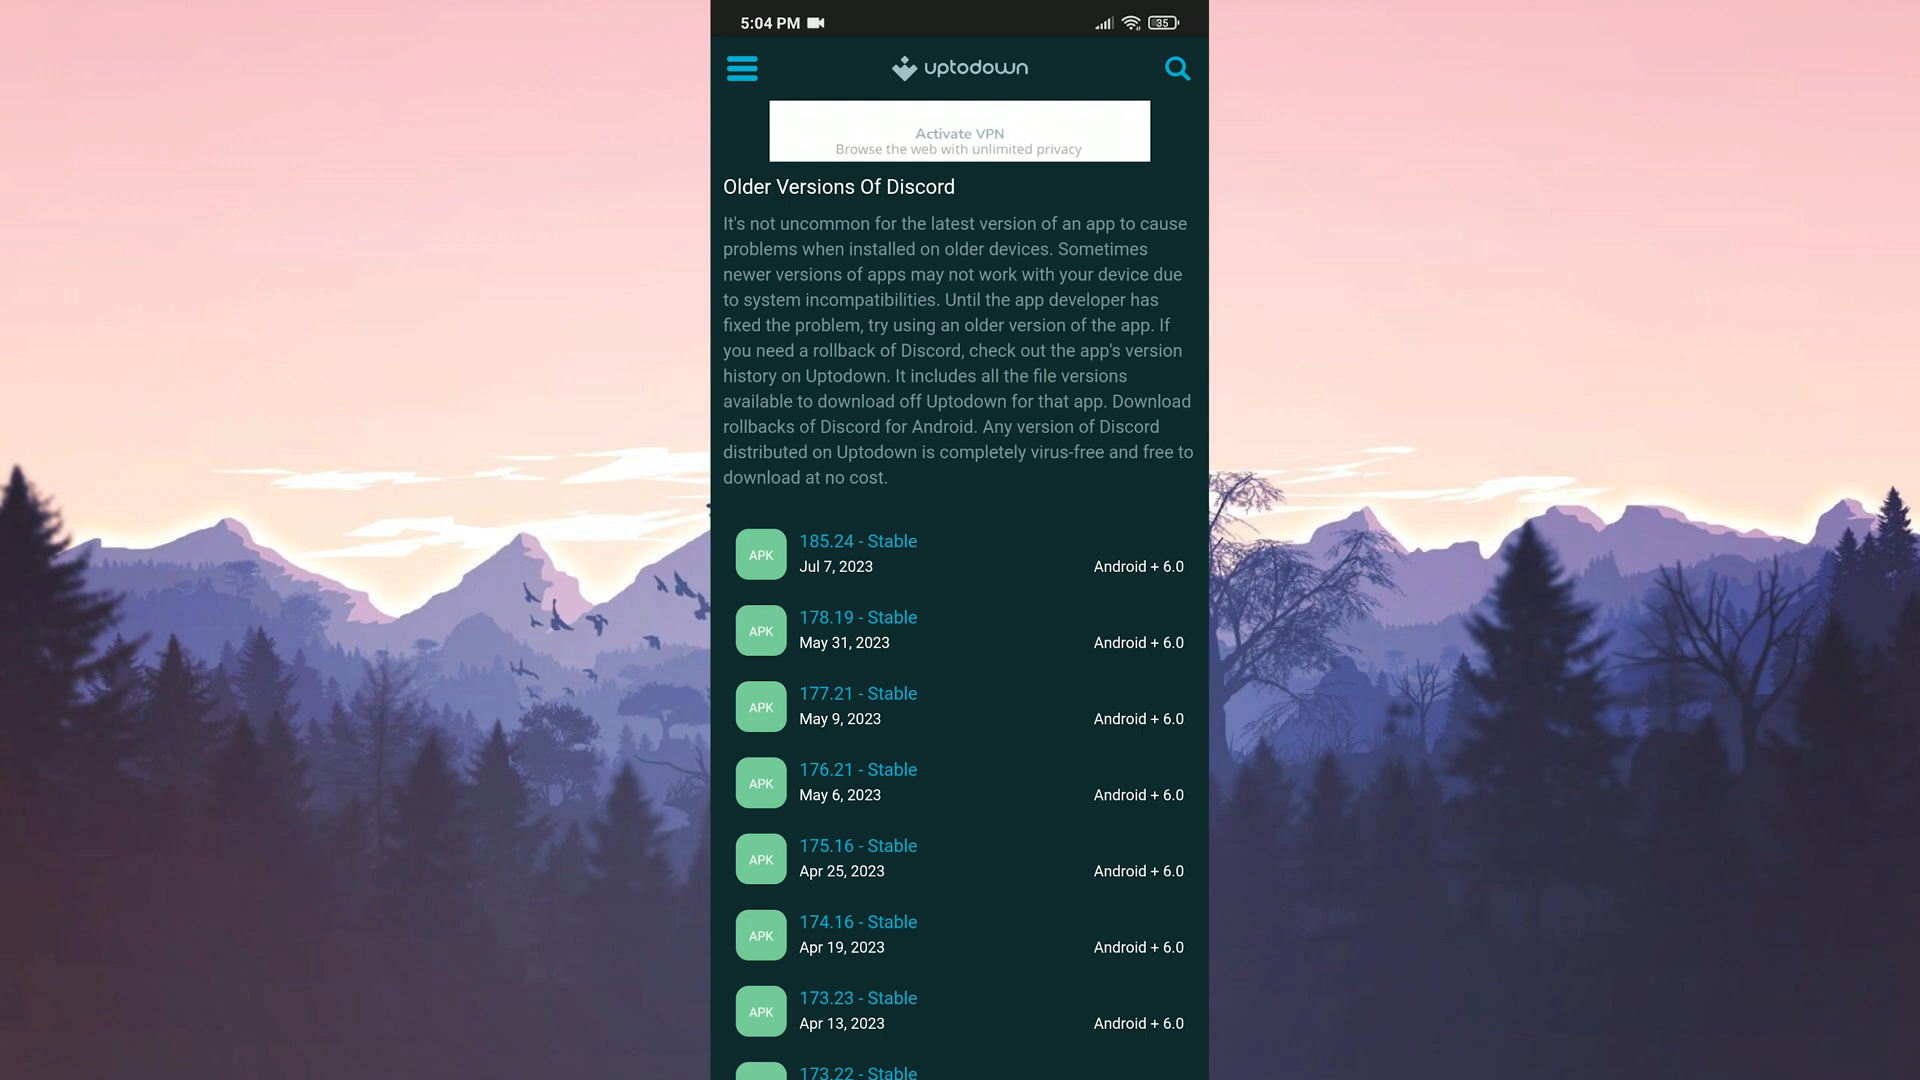 5:04 PM
35
uptodown
Activate VPN
Browse the web with unlimited privacy
Older Versions Of Discord
It's not uncommon for the latest version of an app to cause
problems when installed on older devices. Sometimes
newer versions of apps may not work with your device due
to system incompatibilities. Until the app developer has
fixed the problem, try using an older version of the app. If
you need a rollback of Discord, check out the app's version
history on Uptodown. It includes all the file versions
available to download off Uptodown for that app. Download
rollbacks of Discord for Android. Any version of Discord
distributed on Uptodown is completely virus-free and free to
download at no cost.
APK
185.24 - Stable
Jul 7, 2023
Android + 6.0
APK
178.19 - Stable
May 31, 2023
Android + 6.0
APK
177.21 - Stable
May 9, 2023
Android + 6.0
APK
176.21 - Stable
May 6, 2023
Android + 6.0
APK
175.16 - Stable
Apr 25, 2023
Android + 6.0
APK
174.16 - Stable
Apr 19, 2023
Android + 6.0
APK
173.23 - Stable
Apr 13, 2023
Android + 6.0
173.22 - Stable